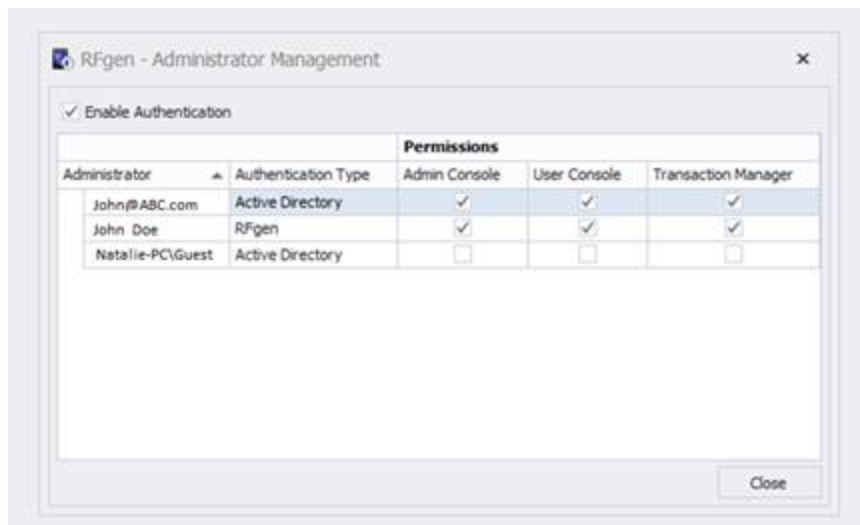 RFgen - Administrator Management
Enable Authentication
Permissions
Administrator Authentication Type Admin Console User Console Transaction Manager
John@ABC.com Active Directory
John Doe RFgen
Natalie-PC\Guest Active Directory
Close